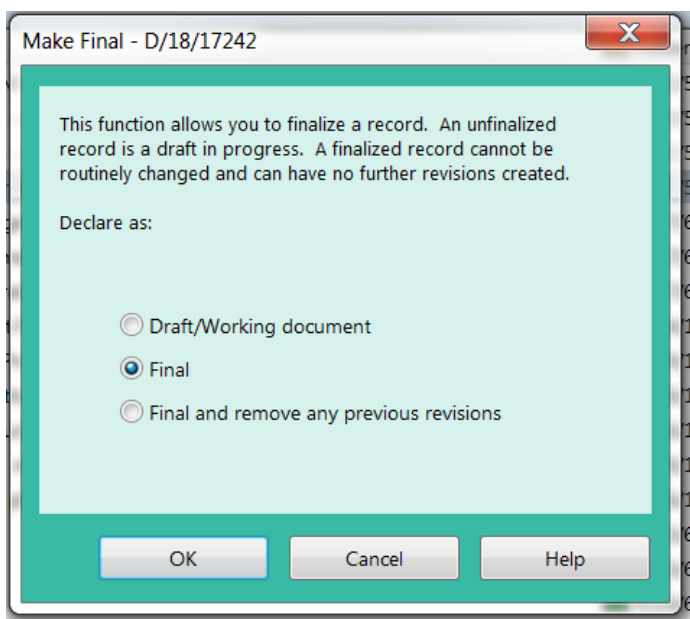 Make Final - D/18/17242
This function allows you to finalize a record. An unfinalized
record is a draft in progress. A finalized record cannot be
routinely changed and can have no further revisions created.
Declare as:
Draft/Working document
Final
Final and remove any previous revisions
OK Cancel Help